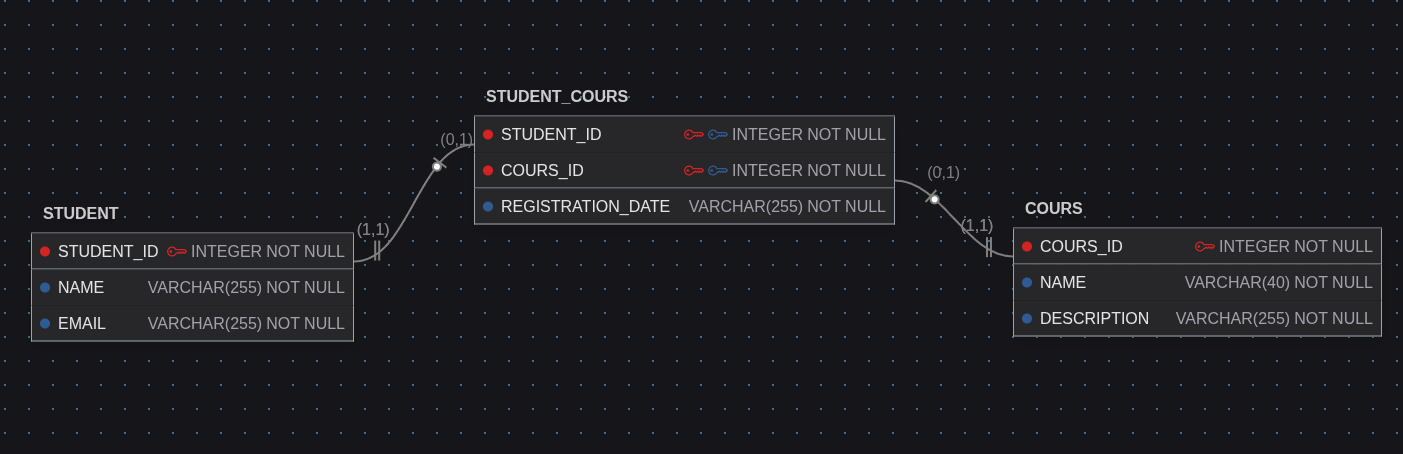 STUDENT_COURS
(0,1)
STUDENT_ID INTEGER NOT NULL
COURS_ID INTEGER NOT NULL
REGISTRATION_DATE VARCHAR(255) NOT NULL
(0,1)
STUDENT
(1,1)
STUDENT_ID INTEGER NOT NULL
NAME VARCHAR(255) NOT NULL
EMAIL VARCHAR(255) NOT NULL
COURS
(1,1)
COURS_ID INTEGER NOT NULL
NAME VARCHAR(40) NOT NULL
DESCRIPTION VARCHAR(255) NOT NULL